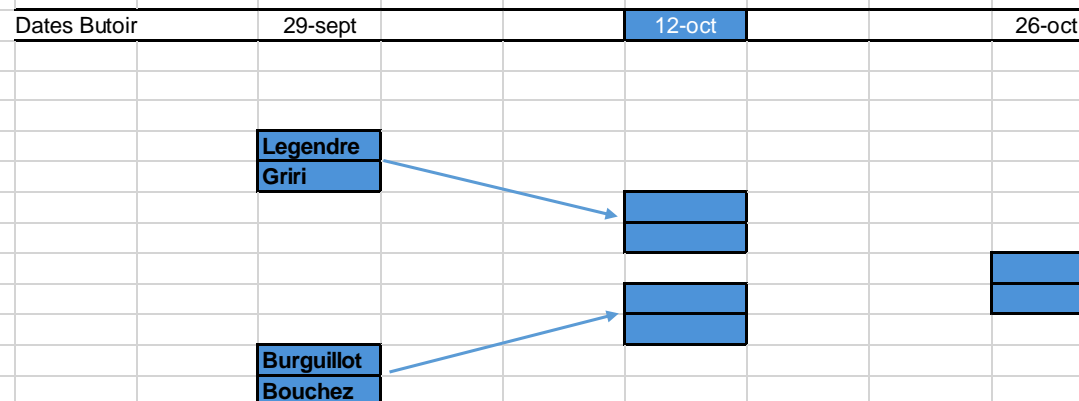 Dates Butoir 29-sept 12-oct 26-oct
Legendre
Griri
Burguillot
Bouchez